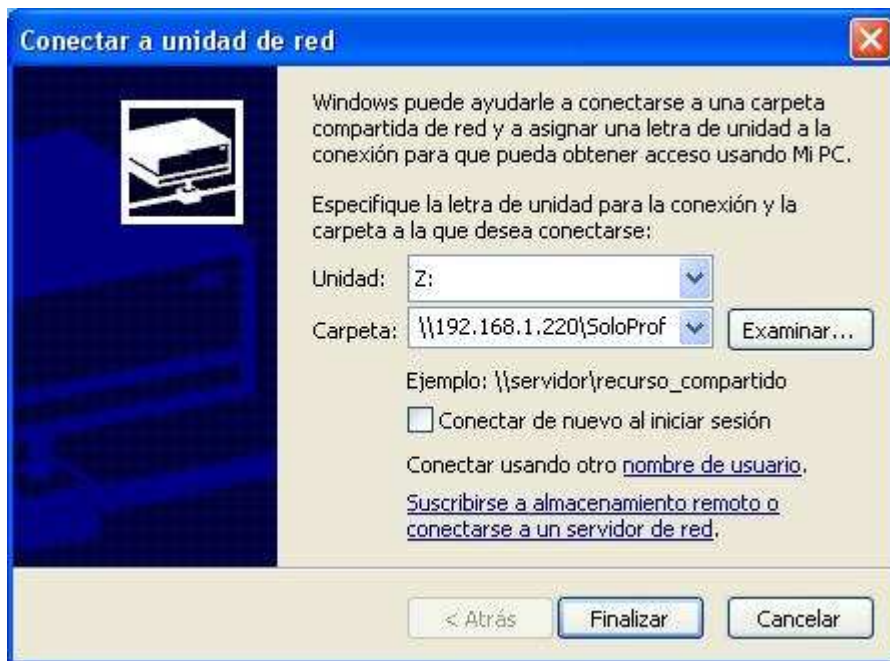 Conectar a unidad de red
Windows puede ayudarle a conectarse a una carpeta
compartida de red y a asignar una letra de unidad a la
conexión para que pueda obtener acceso usando Mi PC.
Especifique la letra de unidad para la conexión y la
carpeta a la que desea conectarse:
Unidad: Z:
Carpeta: \\192.168.1.220\SoloProf Examinar...
Ejemplo: \\servidor\recurso_compartido
Conectar de nuevo al iniciar sesión
Conectar usando otro nombre de usuario.
Suscribirse a almacenamiento remoto o
conectarse a un servidor de red.
< Atrás Finalizar Cancelar